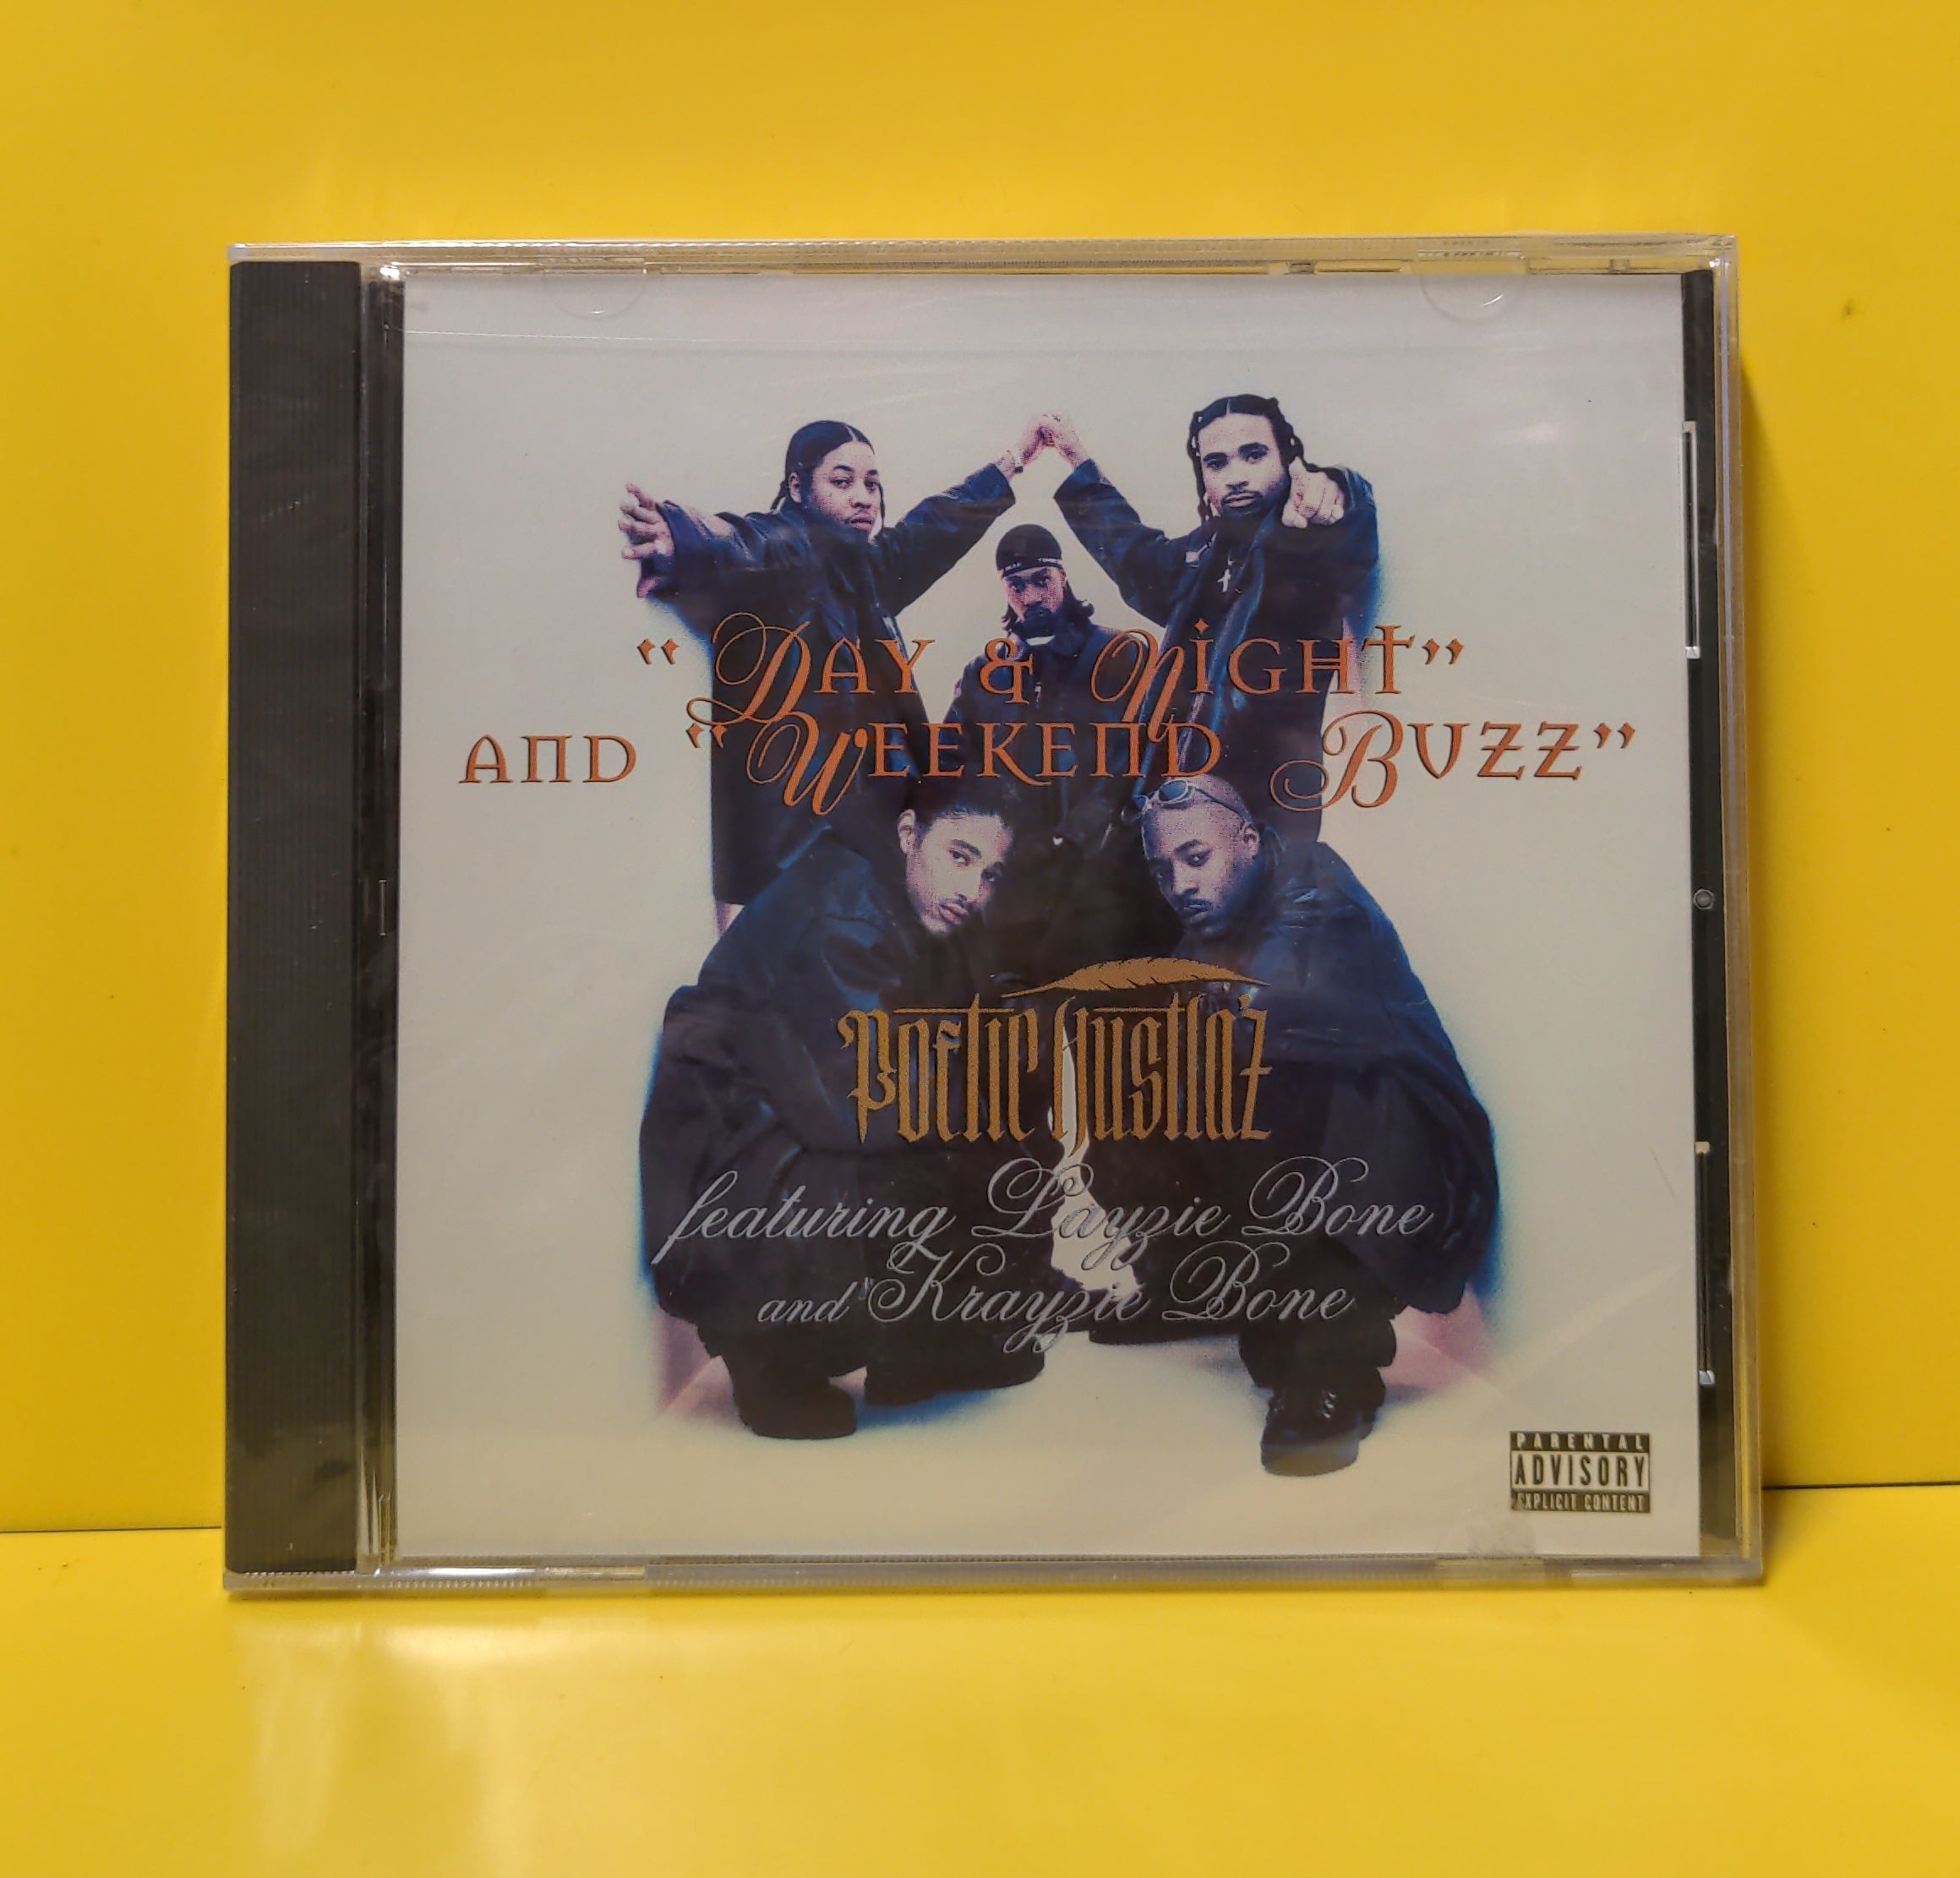 "Day & Night"
and "Weekend Buzz"
Poetic Hustla'z
featuring Layzie Bone
and Krayzie Bone
PARENTAL
ADVISORY
EXPLICIT CONTENT